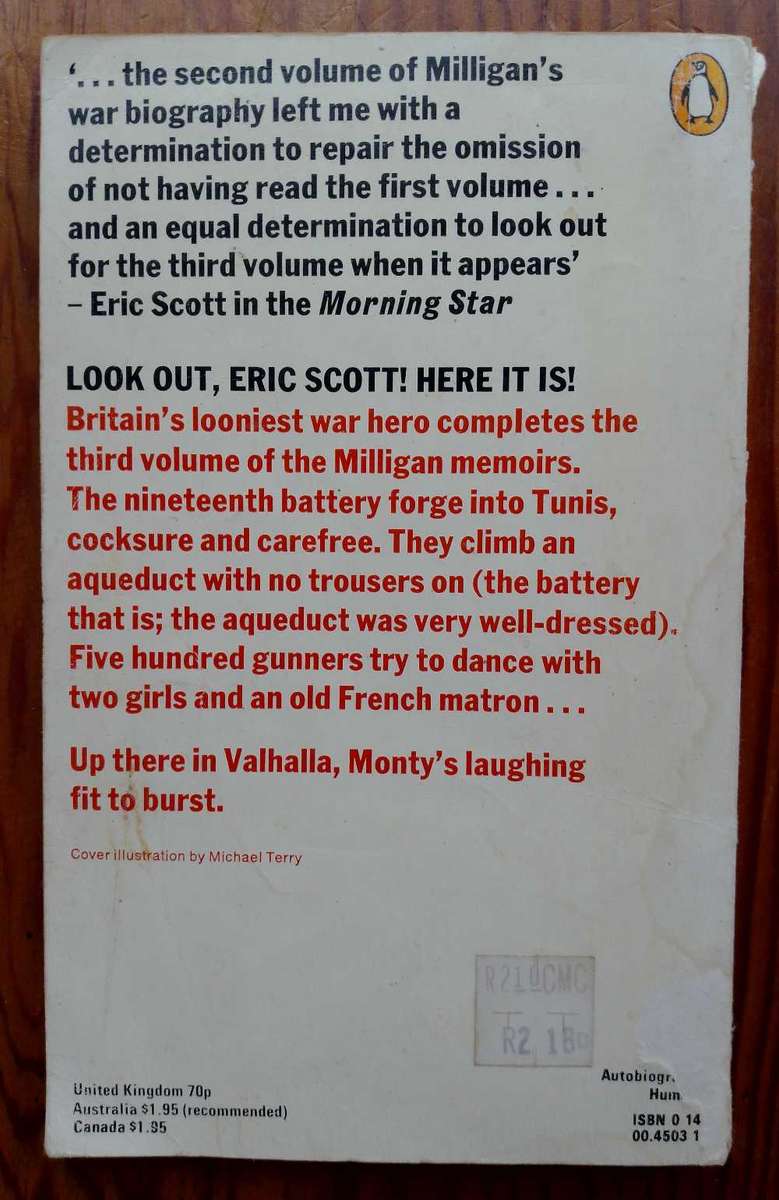 ‘... the second volume of Milligan’s
war biography left me with a
determination to repair the omission
of not having read the first volume ...
and an equal determination to look out
for the third volume when it appears’
– Eric Scott in the Morning Star
LOOK OUT, ERIC SCOTT! HERE IT IS!
Britain’s looniest war hero completes the
third volume of the Milligan memoirs.
The nineteenth battery forge into Tunis,
cocksure and carefree. They climb an
aqueduct with no trousers on (the battery
that is; the aqueduct was very well-dressed).
Five hundred gunners try to dance with
two girls and an old French matron ...
Up there in Valhalla, Monty’s laughing
fit to burst.
Cover illustration by Michael Terry
R2 18
United Kingdom 70p
Australia $1.95 (recommended)
Canada $1.95
Autobiogr
Hum
ISBN 0 14
00.4503 1